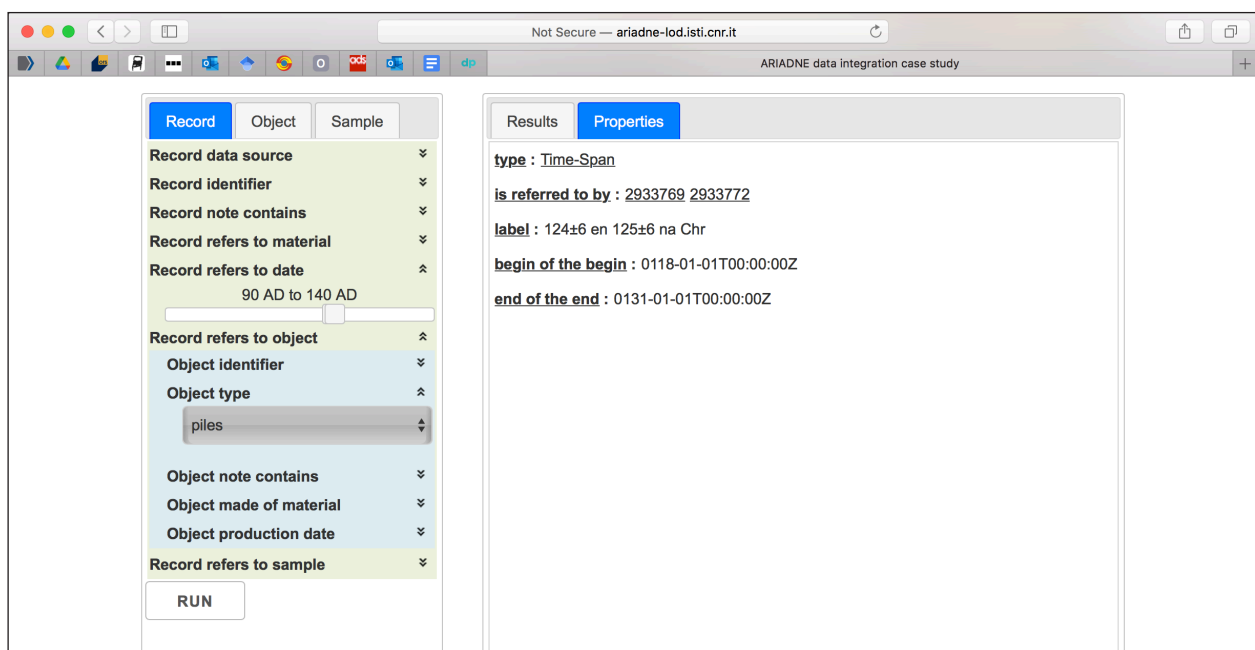 Not Secure — ariadne-lod.isti.cnr.it
ods
dp
ARIADNE data integration case study
Record Object Sample
Record data source
Record identifier
Record note contains
Record refers to material
Record refers to date
90 AD to 140 AD
Record refers to object
Object identifier
Object type
piles
Object note contains
Object made of material
Object production date
Record refers to sample
RUN
Results Properties
type : Time-Span
is referred to by : 2933769 2933772
label : 124±6 en 125±6 na Chr
begin of the begin : 0118-01-01T00:00:00Z
end of the end : 0131-01-01T00:00:00Z